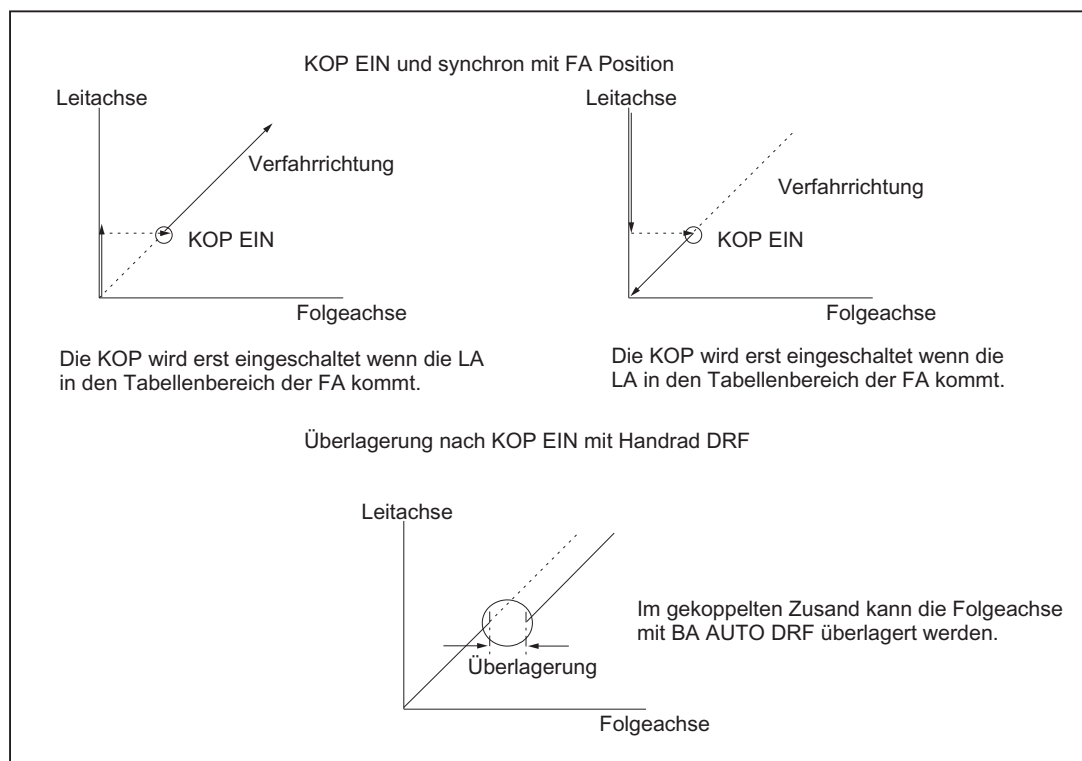 KOP EIN und synchron mit FA Position
Leitachse
Verfahrrichtung
KOP EIN
Folgeachse
Die KOP wird erst eingeschaltet wenn die LA
in den Tabellenbereich der FA kommt.
Leitachse
Verfahrrichtung
KOP EIN
Folgeachse
Die KOP wird erst eingeschaltet wenn die
LA in den Tabellenbereich der FA kommt.
Überlagerung nach KOP EIN mit Handrad DRF
Leitachse
Überlagerung
Folgeachse
Im gekoppelten Zusand kann die Folgeachse
mit BA AUTO DRF überlagert werden.